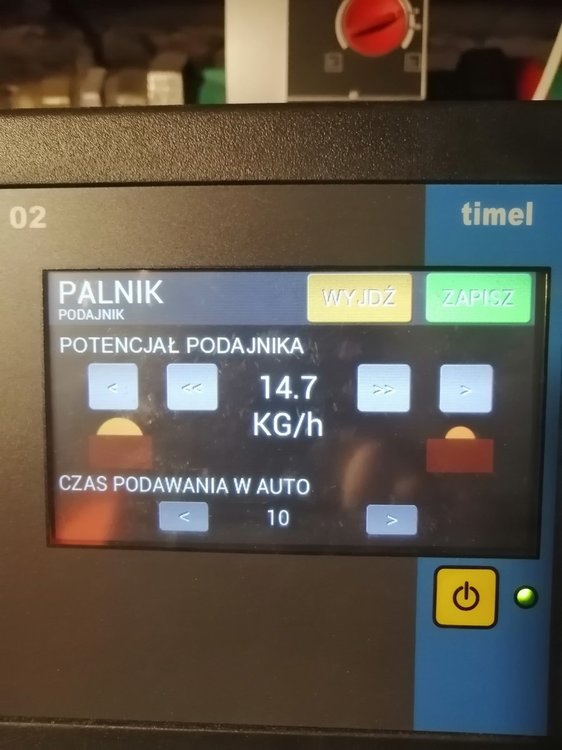 02
timel
PALNIK
PODAJNIK
WYJDŹ
ZAPISZ
POTENCJAŁ PODAJNIKA
< << 14.7 >> >
KG/h
CZAS PODAWANIA W AUTO
< 10 >